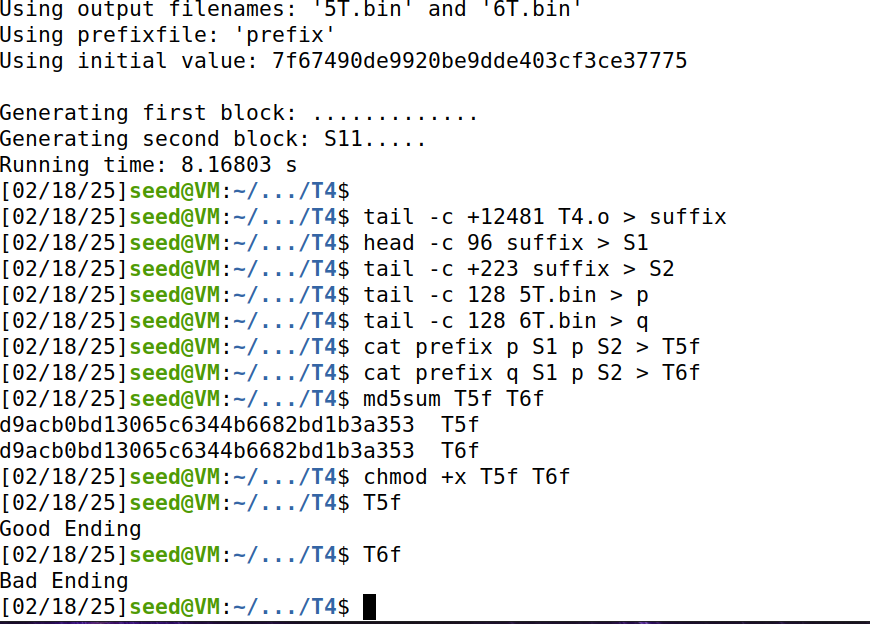 Using output filenames: '5T.bin' and '6T.bin'
Using prefixfile: 'prefix'
Using initial value: 7f67490de9920be9dde403cf3ce37775
Generating first block: .............
Generating second block: S11.....
Running time: 8.16803 s
[02/18/25]seed@VM:~/.../T4$
[02/18/25]seed@VM:~/.../T4$ tail -c +12481 T4.o > suffix
[02/18/25]seed@VM:~/.../T4$ head -c 96 suffix > S1
[02/18/25]seed@VM:~/.../T4$ tail -c +223 suffix > S2
[02/18/25]seed@VM:~/.../T4$ tail -c 128 5T.bin > p
[02/18/25]seed@VM:~/.../T4$ tail -c 128 6T.bin > q
[02/18/25]seed@VM:~/.../T4$ cat prefix p S1 p S2 > T5f
[02/18/25]seed@VM:~/.../T4$ cat prefix q S1 p S2 > T6f
[02/18/25]seed@VM:~/.../T4$ md5sum T5f T6f
d9acb0bd13065c6344b6682bd1b3a353  T5f
d9acb0bd13065c6344b6682bd1b3a353  T6f
[02/18/25]seed@VM:~/.../T4$ chmod +x T5f T6f
[02/18/25]seed@VM:~/.../T4$ T5f
Good Ending
[02/18/25]seed@VM:~/.../T4$ T6f
Bad Ending
[02/18/25]seed@VM:~/.../T4$